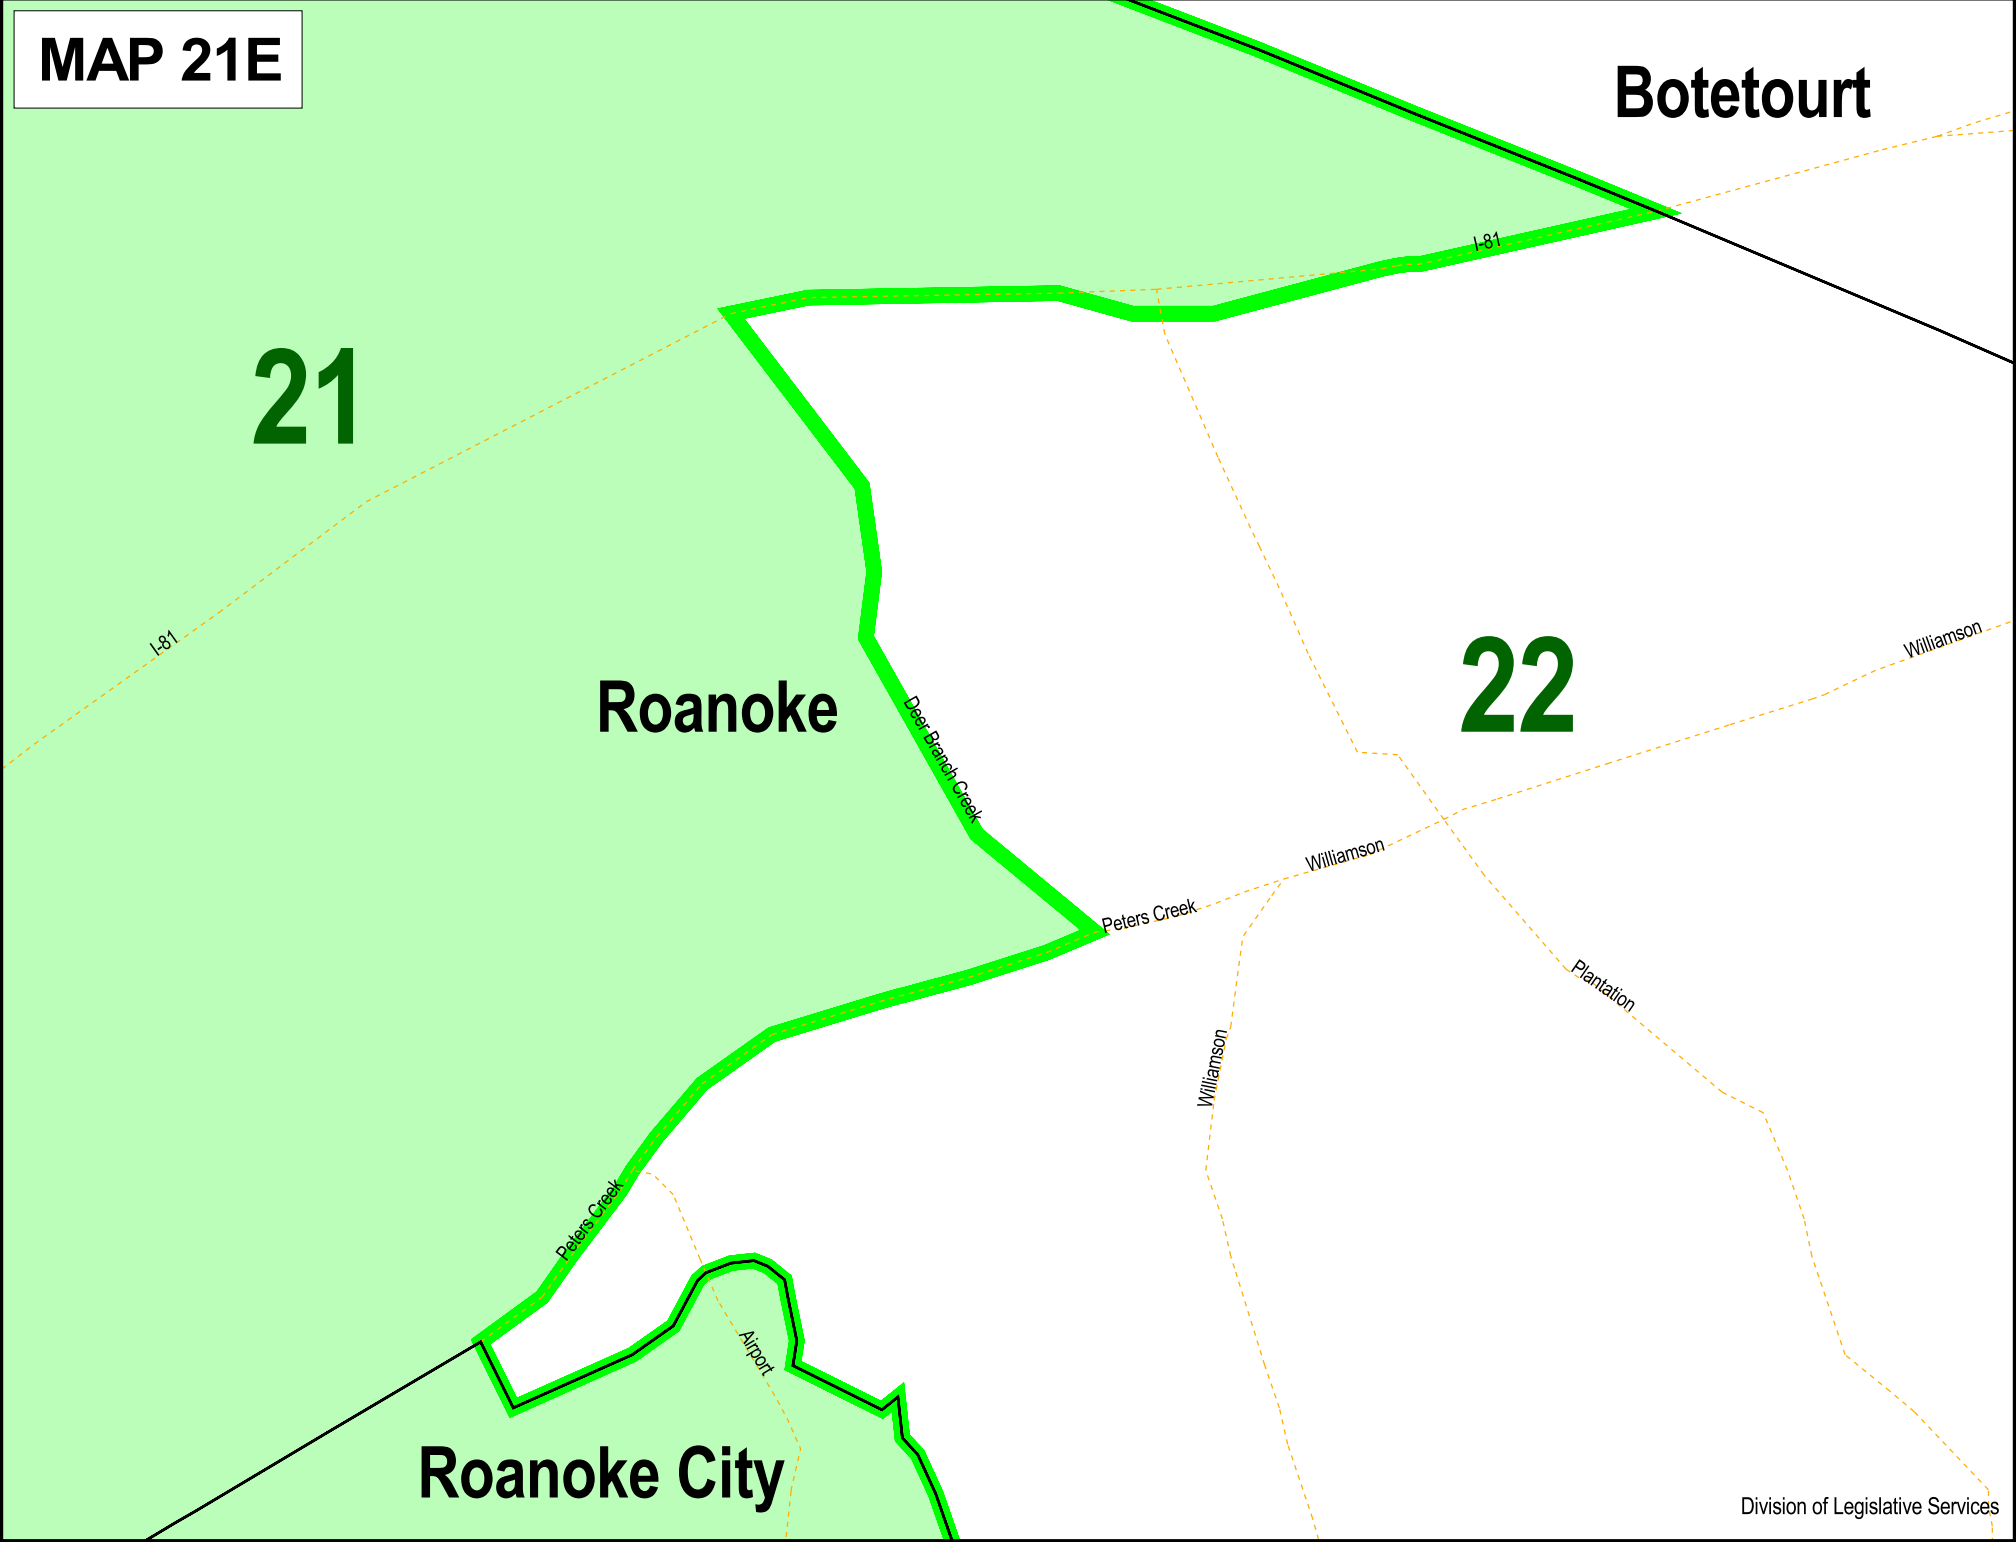 MAP 21E
Botetourt
I-81
21
I-81
Roanoke
22
Williamson
Deer Branch Creek
Williamson
Peters Creek
Plantation
Williamson
Peters Creek
Airport
Roanoke City
Division of Legislative Services